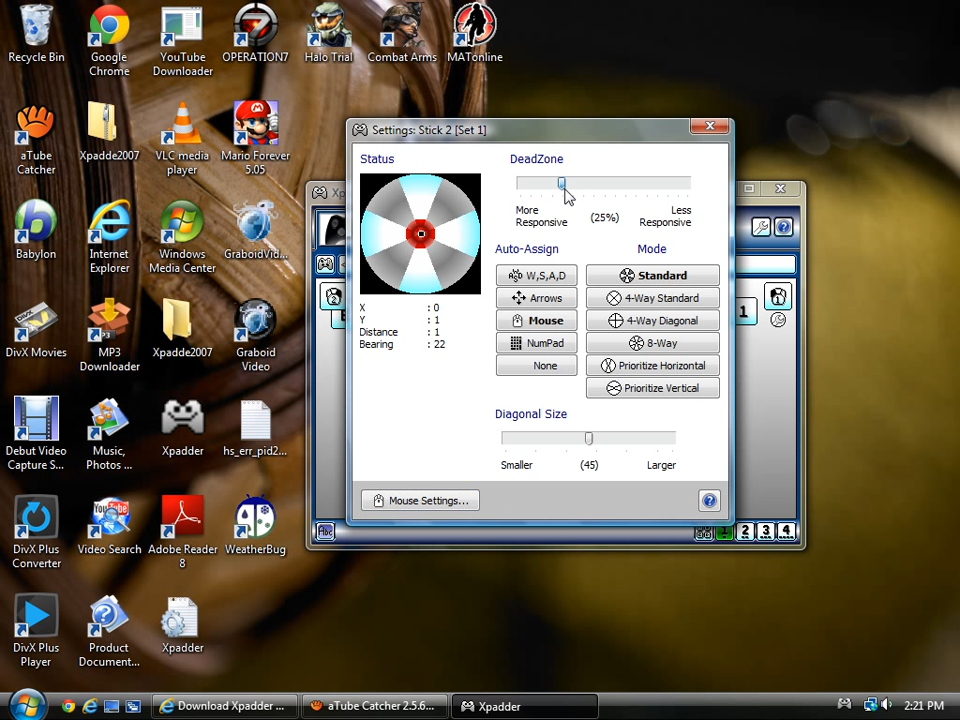 Recycle Bin
Google
Chrome
YouTube
Downloader
OPERATION7
Halo Trial
Combat Arms
MATonline
aTube
Catcher
Xpadde2007
VLC media
player
Mario Forever
5.05
Babylon
Internet
Explorer
Windows
Media Center
GraboidVid...
DivX Movies
MP3
Downloader
Xpadde2007
Graboid
Video
Debut Video
Capture S...
Music,
Photos ...
Xpadder
hs_err_pid2...
DivX Plus
Converter
Video Search
Adobe Reader
8
WeatherBug
DivX Plus
Player
Product
Document...
Xpadder
Settings: Stick 2 [Set 1]
Status
DeadZone
More
Responsive
(25%)
Less
Responsive
X : 0
Y : 1
Distance : 1
Bearing : 22
Auto-Assign
W,S,A,D
Arrows
Mouse
NumPad
None
Mode
Standard
4-Way Standard
4-Way Diagonal
8-Way
Prioritize Horizontal
Prioritize Vertical
Diagonal Size
Smaller (45) Larger
Mouse Settings...
Xp
1
Abc
1 2 3 4
Download Xpadder ...
aTube Catcher 2.5.6...
Xpadder
2:21 PM